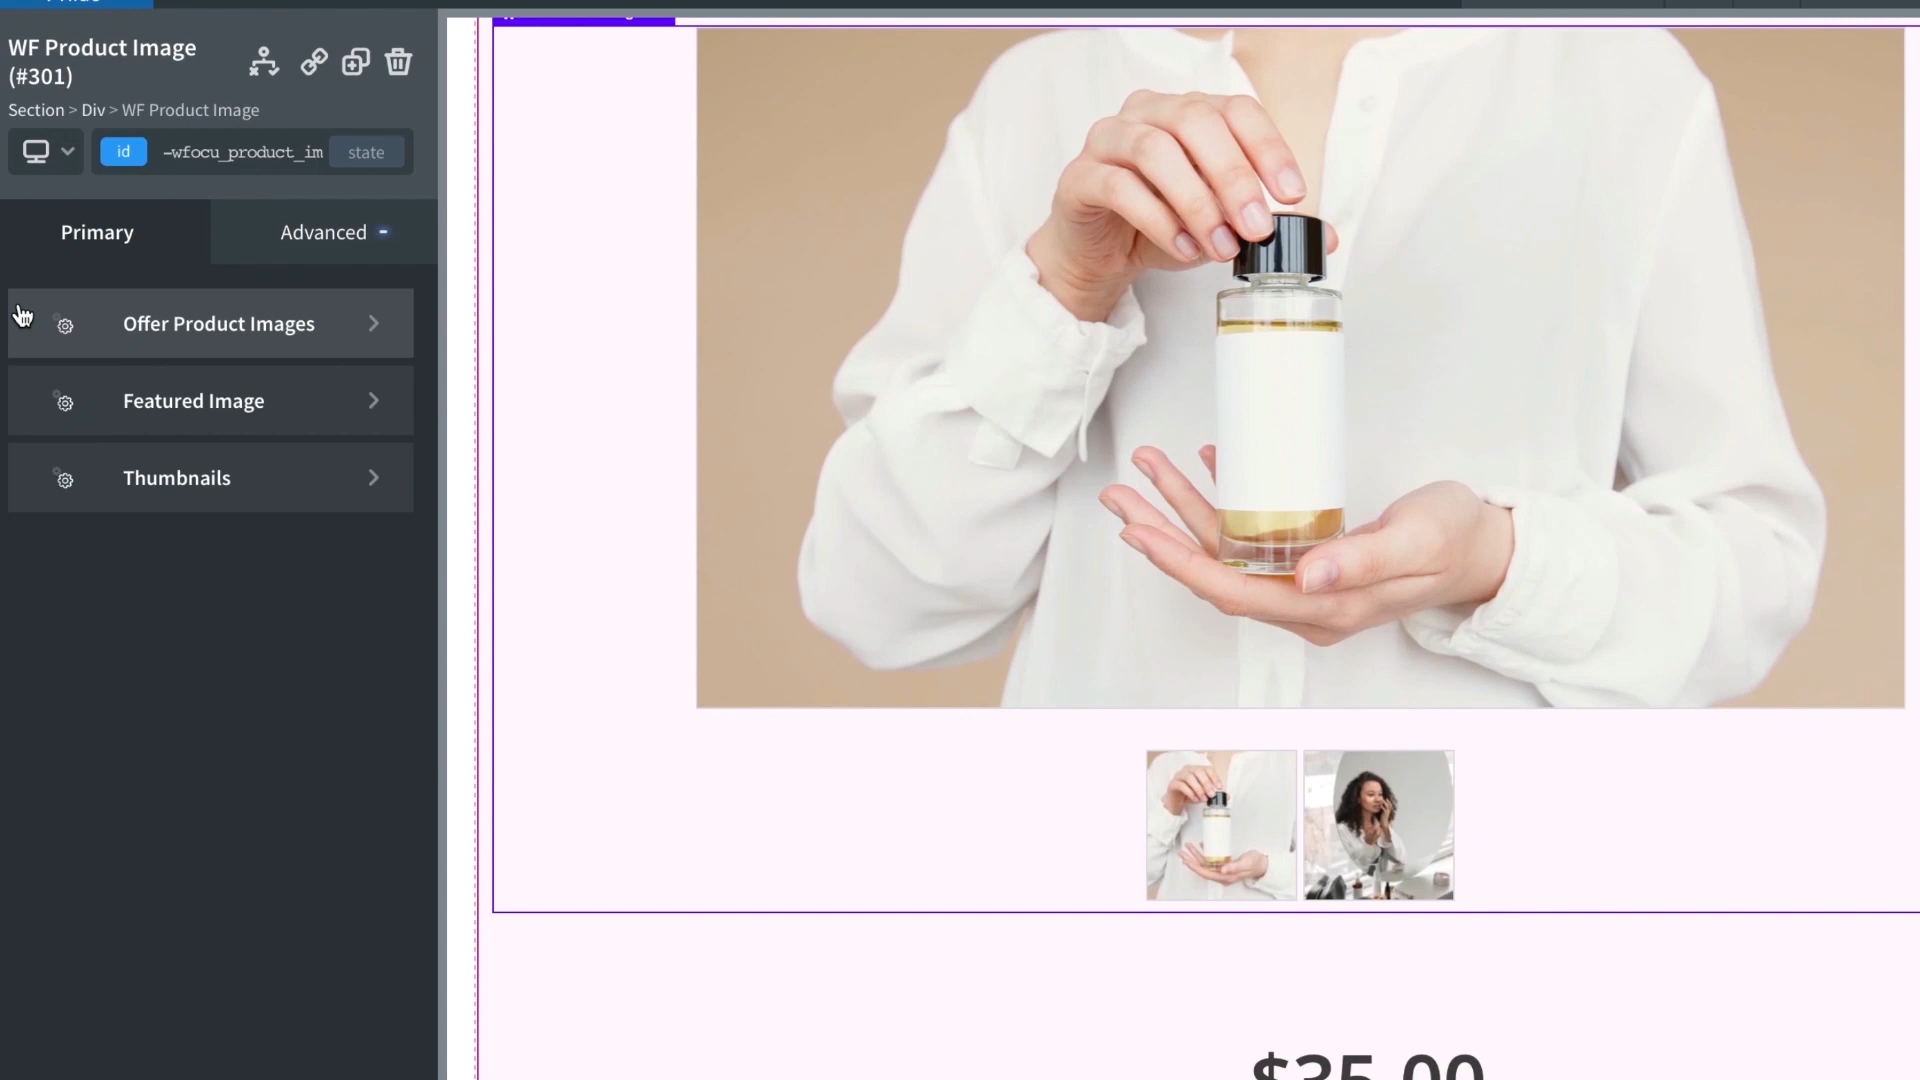 WF Product Image
(#301)
Section > Div > WF Product Image
id -wfocu_product_im state
Primary
Advanced
Offer Product Images
Featured Image
Thumbnails
$35.00